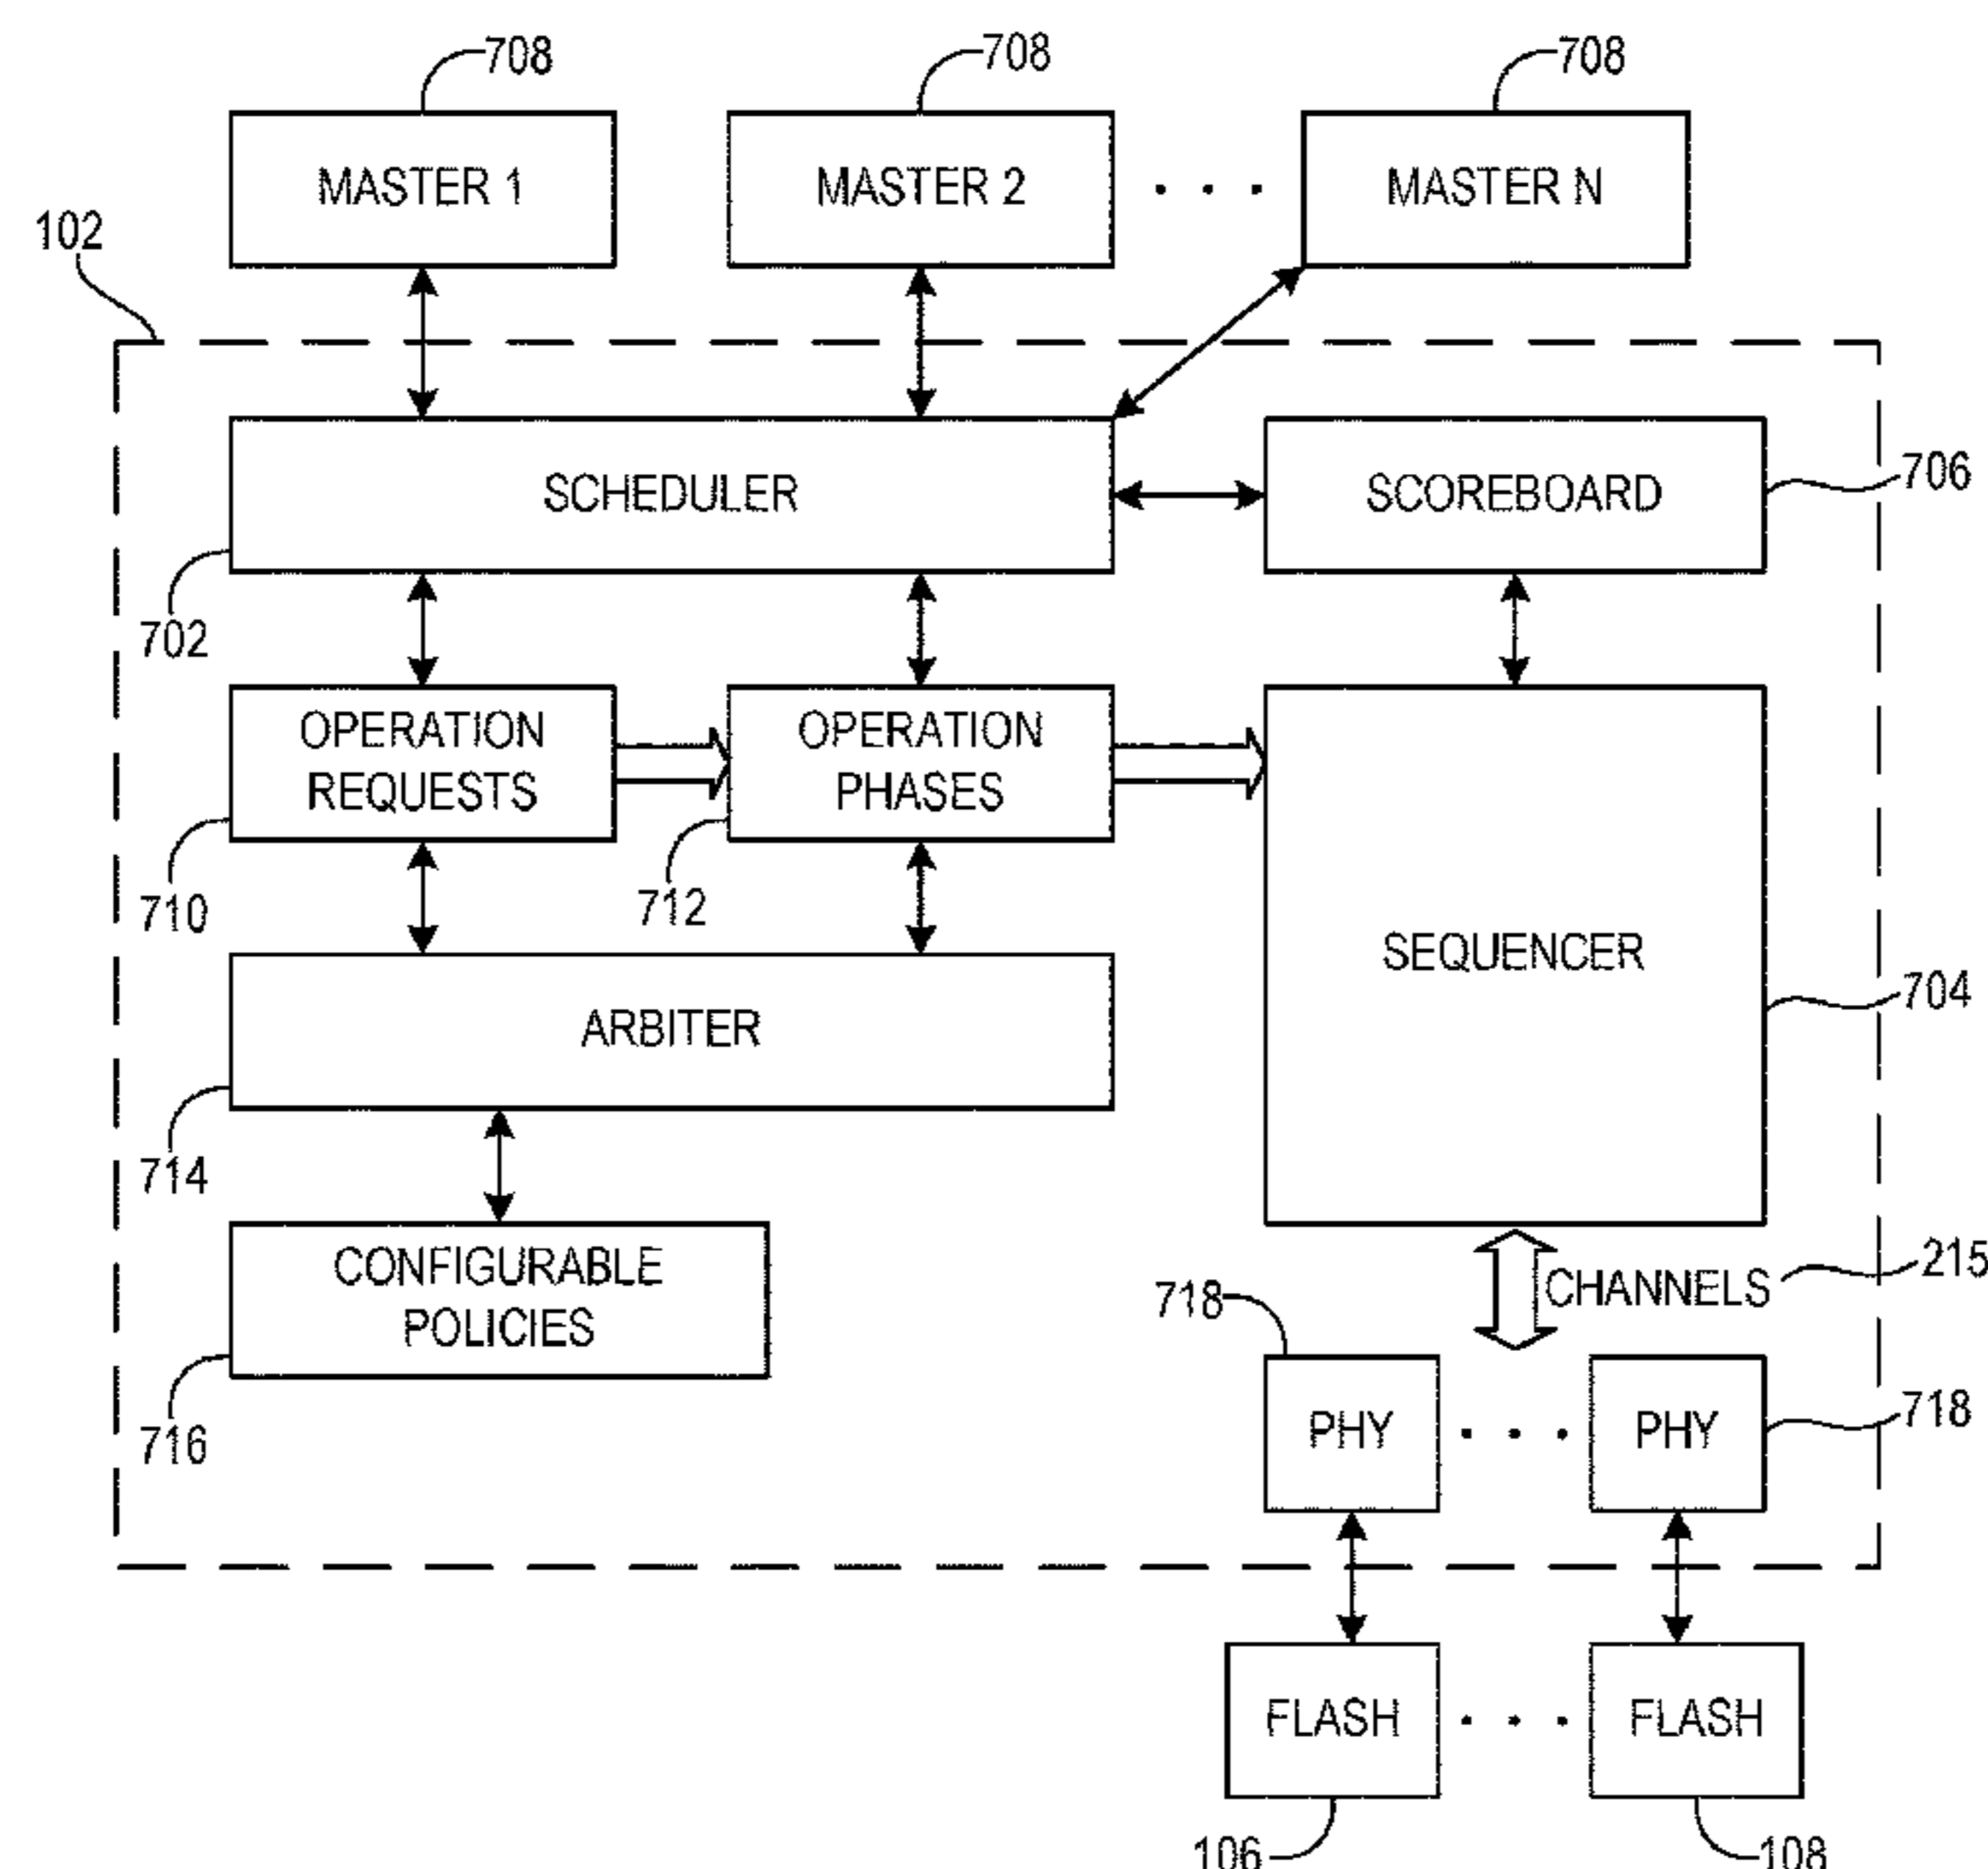 708
708
708
MASTER 1
MASTER 2
MASTER N
102
SCHEDULER
SCOREBOARD
706
702
OPERATION
REQUESTS
OPERATION
PHASES
710
712
SEQUENCER
704
ARBITER
714
CONFIGURABLE
POLICIES
716
CHANNELS
215
718
PHY
PHY
718
FLASH
FLASH
106
108